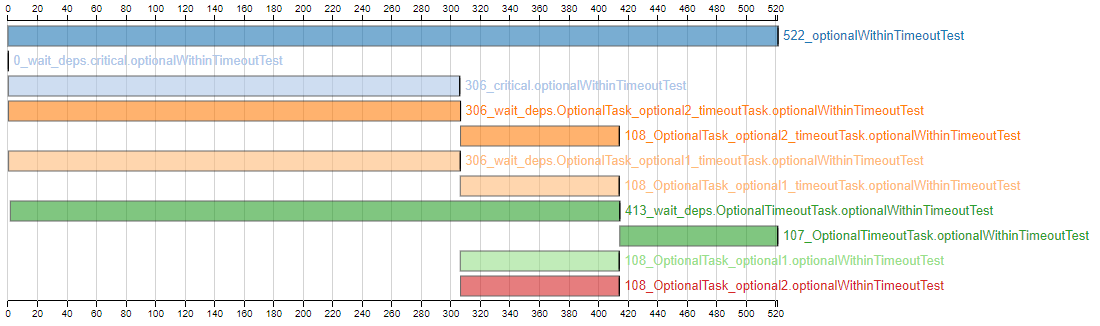 0 20 40 60 80 100 120 140 160 180 200 220 240 260 280 300 320 340 360 380 400 420 440 460 480 500 520
522_optionalWithinTimeoutTest
0_wait_deps.critical.optionalWithinTimeoutTest
306_critical.optionalWithinTimeoutTest
306_wait_deps.OptionalTask_optional2_timeoutTask.optionalWithinTimeoutTest
108_OptionalTask_optional2_timeoutTask.optionalWithinTimeoutTest
306_wait_deps.OptionalTask_optional1_timeoutTask.optionalWithinTimeoutTest
108_OptionalTask_optional1_timeoutTask.optionalWithinTimeoutTest
413_wait_deps.OptionalTimeoutTask.optionalWithinTimeoutTest
107_OptionalTimeoutTask.optionalWithinTimeoutTest
108_OptionalTask_optional1.optionalWithinTimeoutTest
108_OptionalTask_optional2.optionalWithinTimeoutTest
0 20 40 60 80 100 120 140 160 180 200 220 240 260 280 300 320 340 360 380 400 420 440 460 480 500 520